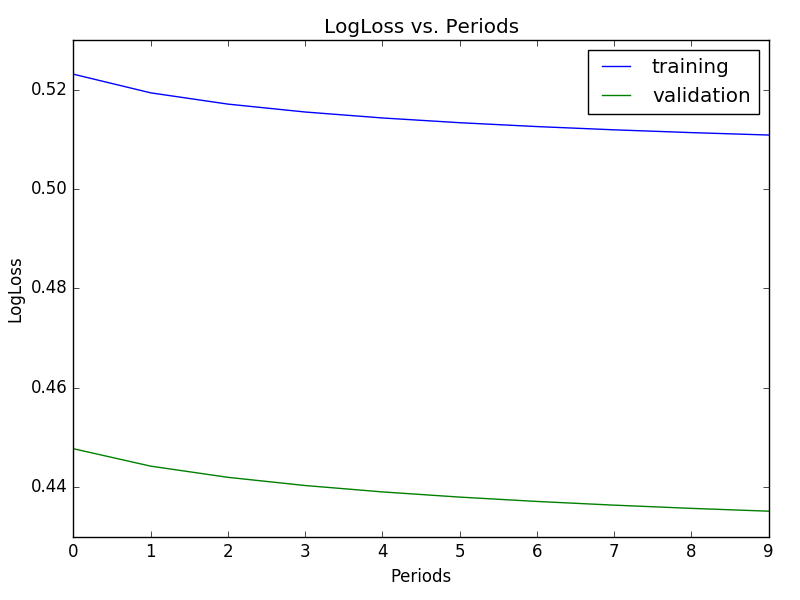 LogLoss vs. Periods
training
validation
0.52
0.50
0.48
0.46
0.44
LogLoss
0 1 2 3 4 5 6 7 8 9
Periods